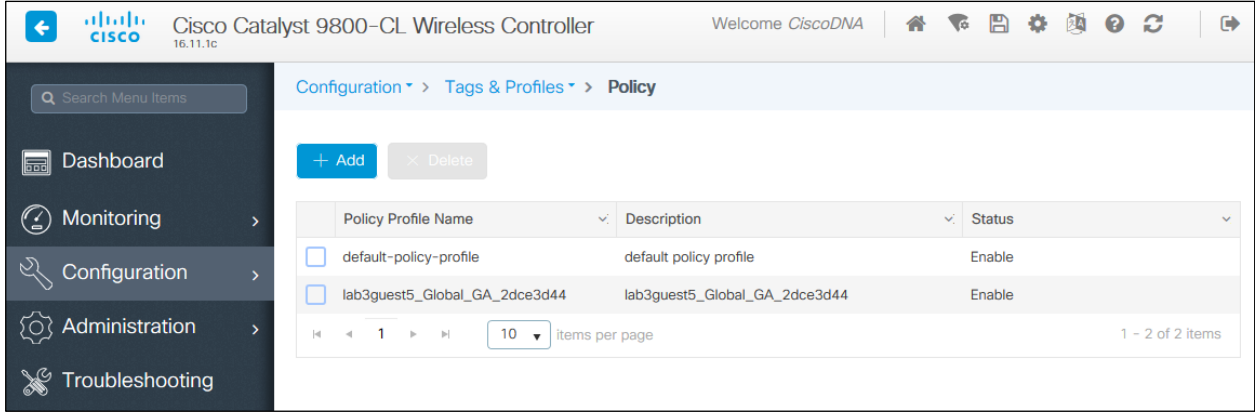 CISCO
Cisco Catalyst 9800-CL Wireless Controller
16.11.1c
Welcome CiscoDNA
Search Menu Items
Dashboard
Monitoring
Configuration
Administration
Troubleshooting
Configuration > Tags & Profiles > Policy
+ Add × Delete
Policy Profile Name Description Status
default-policy-profile default policy profile Enable
lab3guest5_Global_GA_2dce3d44 lab3guest5_Global_GA_2dce3d44 Enable
1 10 items per page 1 - 2 of 2 items